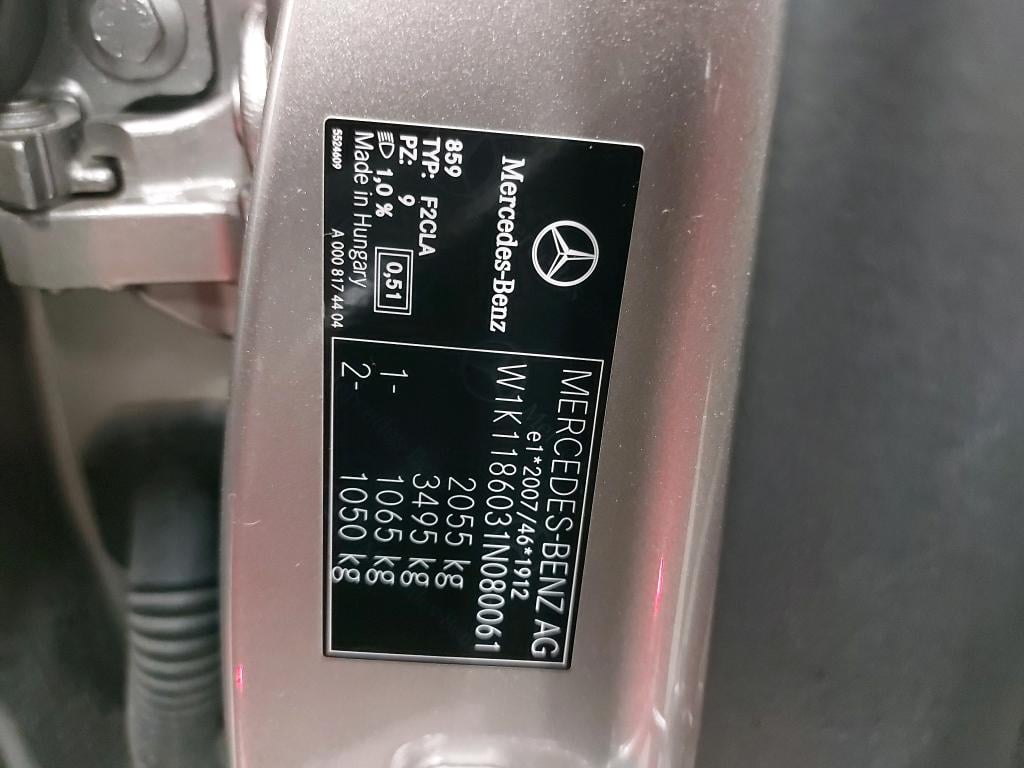 Mercedes-Benz
859
TYP: F2CLA
PZ: 9
1,0 % 0,51
Made in Hungary
5524609 A 000 817 44 04
MERCEDES-BENZ AG
e1*2007/46*1912
W1K1186031N080061
2055 kg
3495 kg
1- 1065 kg
2- 1050 kg